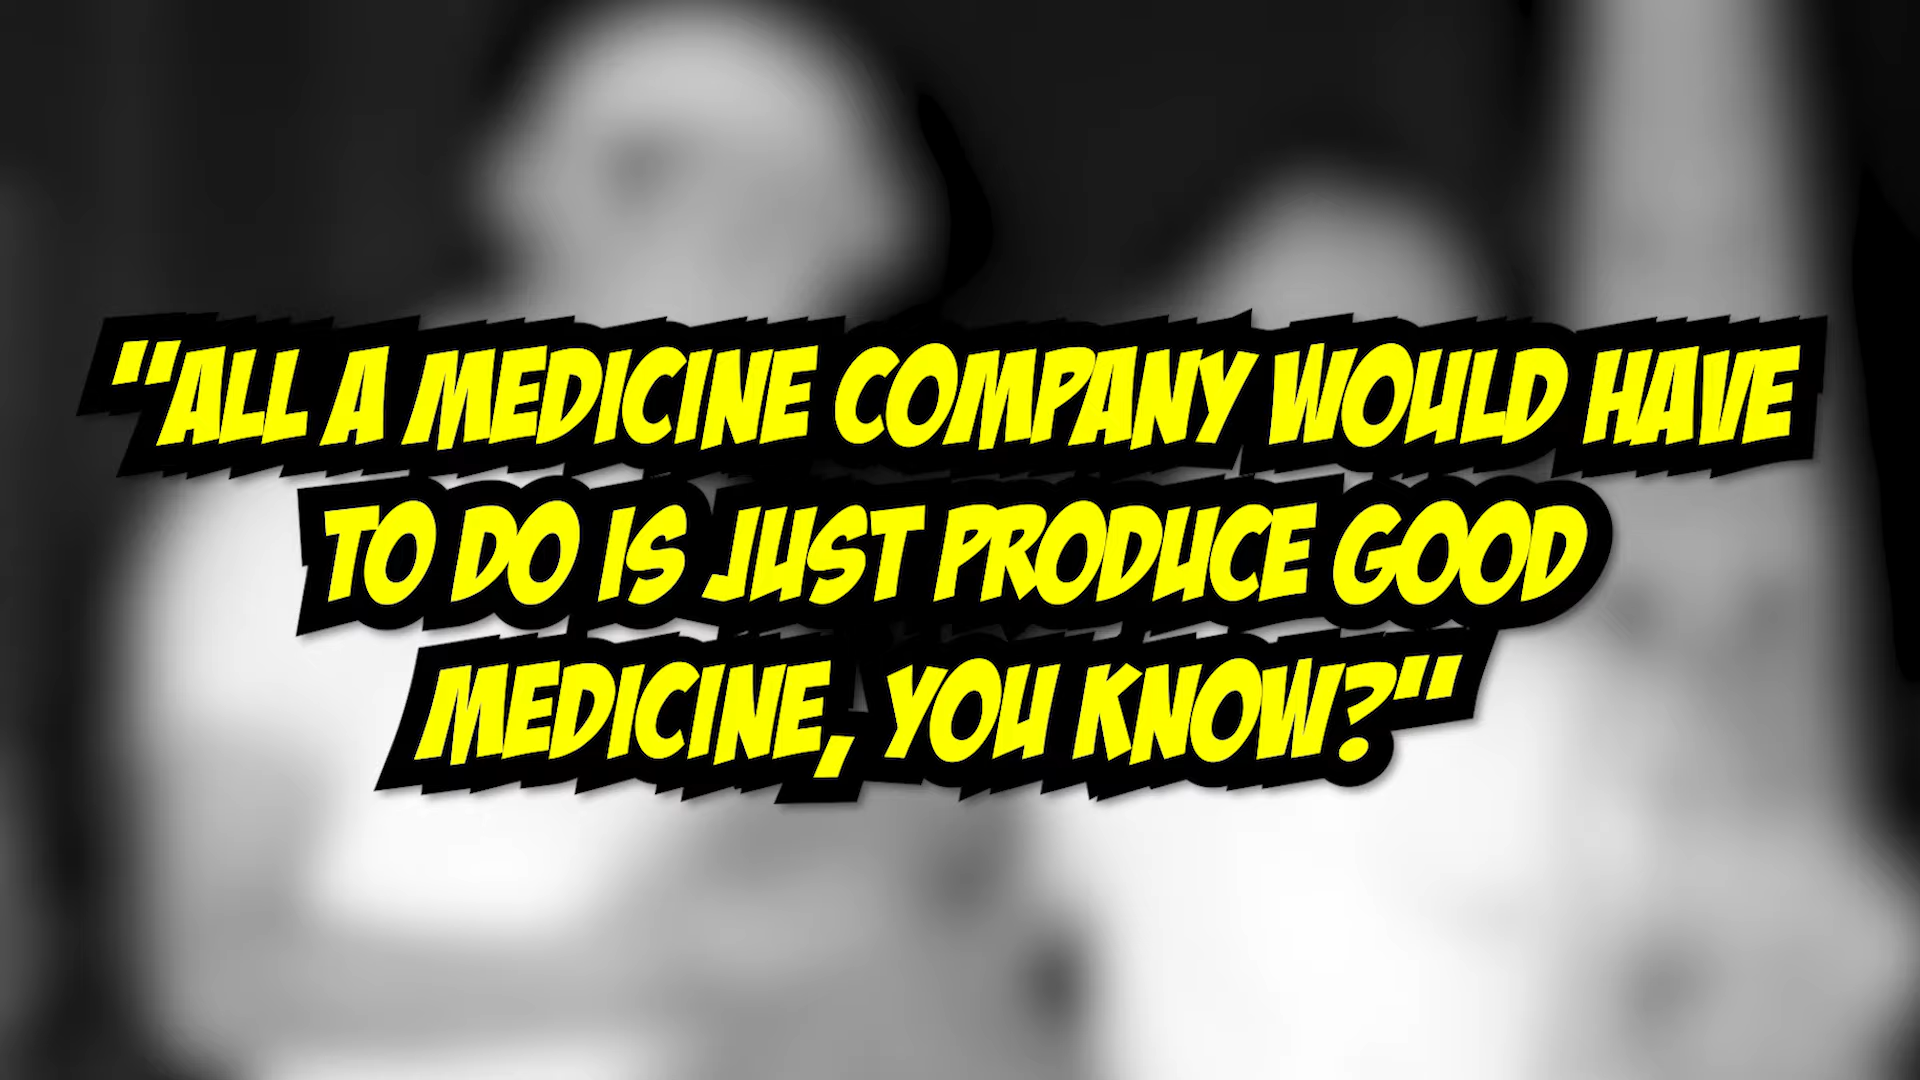 "ALL A MEDICINE COMPANY WOULD HAVE
TO DO IS JUST PRODUCE GOOD
MEDICINE, YOU KNOW?"